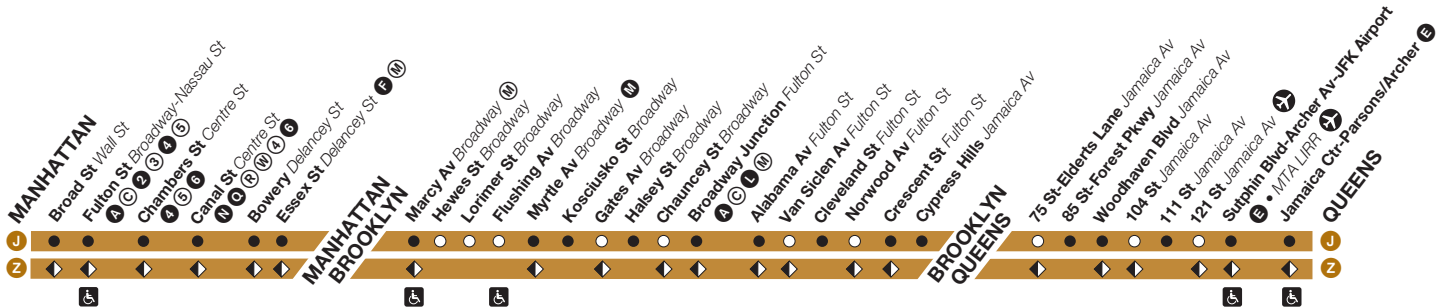 MANHATTAN
Broad St Wall St
Fulton St Broadway-Nassau St
A C 2 3 4 5
Chambers St Centre St
4 5 6
Canal St Centre St
N Q R W 4 6
Bowery Delancey St
Essex St Delancey St F M
MANHATTAN
BROOKLYN
Marcy Av Broadway M
Hewes St Broadway
Lorimer St Broadway
Flushing Av Broadway
Myrtle Av Broadway M
Kosciusko St Broadway
Gates Av Broadway
Halsey St Broadway
Chauncey St Broadway
Broadway Junction Fulton St
A C L M
Alabama Av Fulton St
Van Siclen Av Fulton St
Cleveland St Fulton St
Norwood Av Fulton St
Crescent St Fulton St
Cypress Hills Jamaica Av
BROOKLYN
QUEENS
75 St-Elderts Lane Jamaica Av
85 St-Forest Pkwy Jamaica Av
Woodhaven Blvd Jamaica Av
104 St Jamaica Av
111 St Jamaica Av
121 St Jamaica Av
Sutphin Blvd-Archer Av-JFK Airport
E • MTA LIRR
Jamaica Ctr-Parsons/Archer E
QUEENS
J J
Z Z